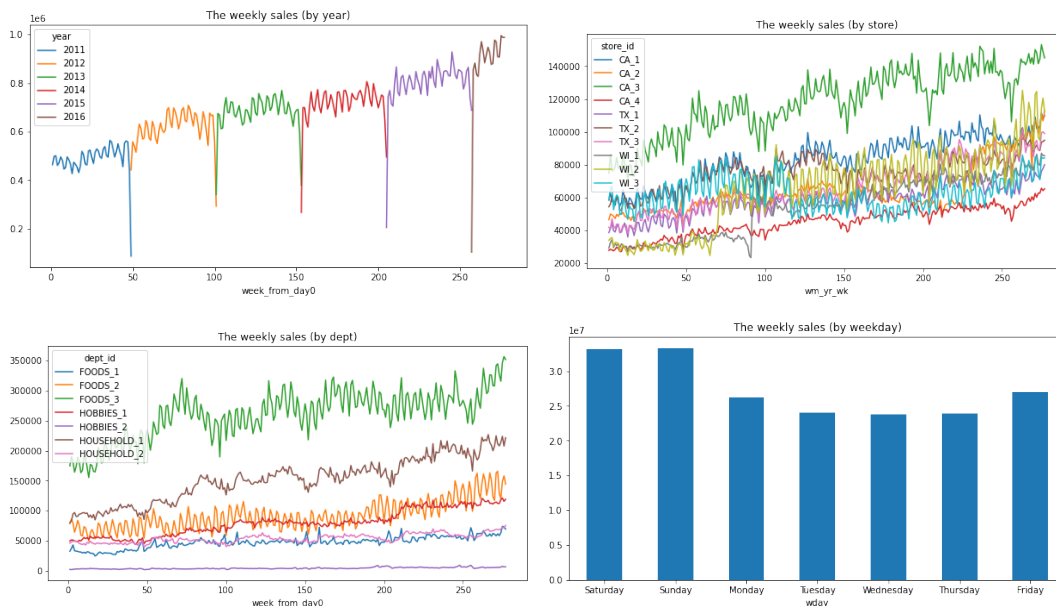 The weekly sales (by year)
1e6
year
2011
2012
2013
2014
2015
2016
1.0
0.8
0.6
0.4
0.2
0
50
100
150
200
250
week_from_day0
The weekly sales (by store)
store_id
CA_1
CA_2
CA_3
CA_4
TX_1
TX_2
TX_3
WI_1
WI_2
WI_3
140000
120000
100000
80000
60000
40000
20000
0
50
100
150
200
250
wm_yr_wk
The weekly sales (by dept)
dept_id
FOODS_1
FOODS_2
FOODS_3
HOBBIES_1
HOBBIES_2
HOUSEHOLD_1
HOUSEHOLD_2
350000
300000
250000
200000
150000
100000
50000
0
0
50
100
150
200
250
week_from_day0
The weekly sales (by weekday)
1e7
3.0
2.5
2.0
1.5
1.0
0.5
0.0
Saturday
Sunday
Monday
Tuesday
Wednesday
Thursday
Friday
wday